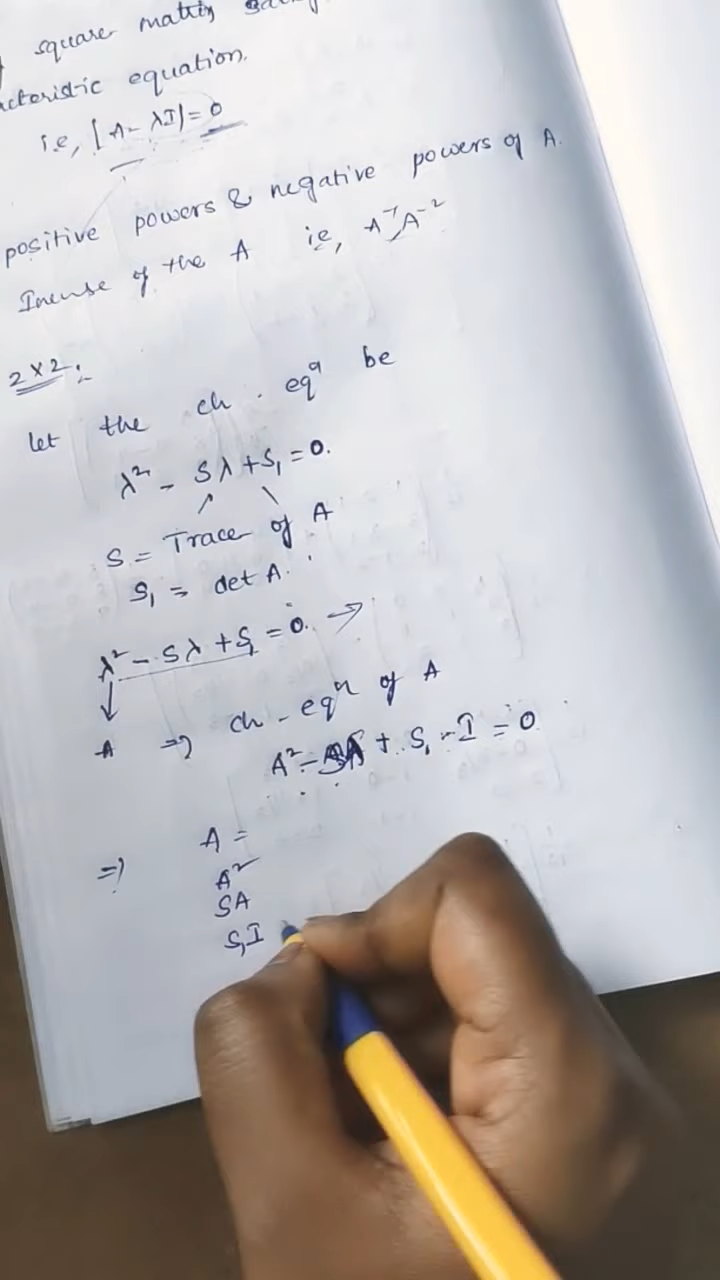 square matrix
characteristic equation.
i.e, |A - λI| = 0
positive powers & negative powers of A.
Inverse of the A ie, A⁻¹, A⁻²
2 X 2 :-
let the ch. eqⁿ be
λ² - Sλ + S₁ = 0.
S = Trace of A
S₁ = det A.
λ² - Sλ + S₁ = 0. →
↓
A ⇒ ch - eqⁿ of A
A² - SA + S₁ - I = 0
⇒ A =
A²
SA
S₁I